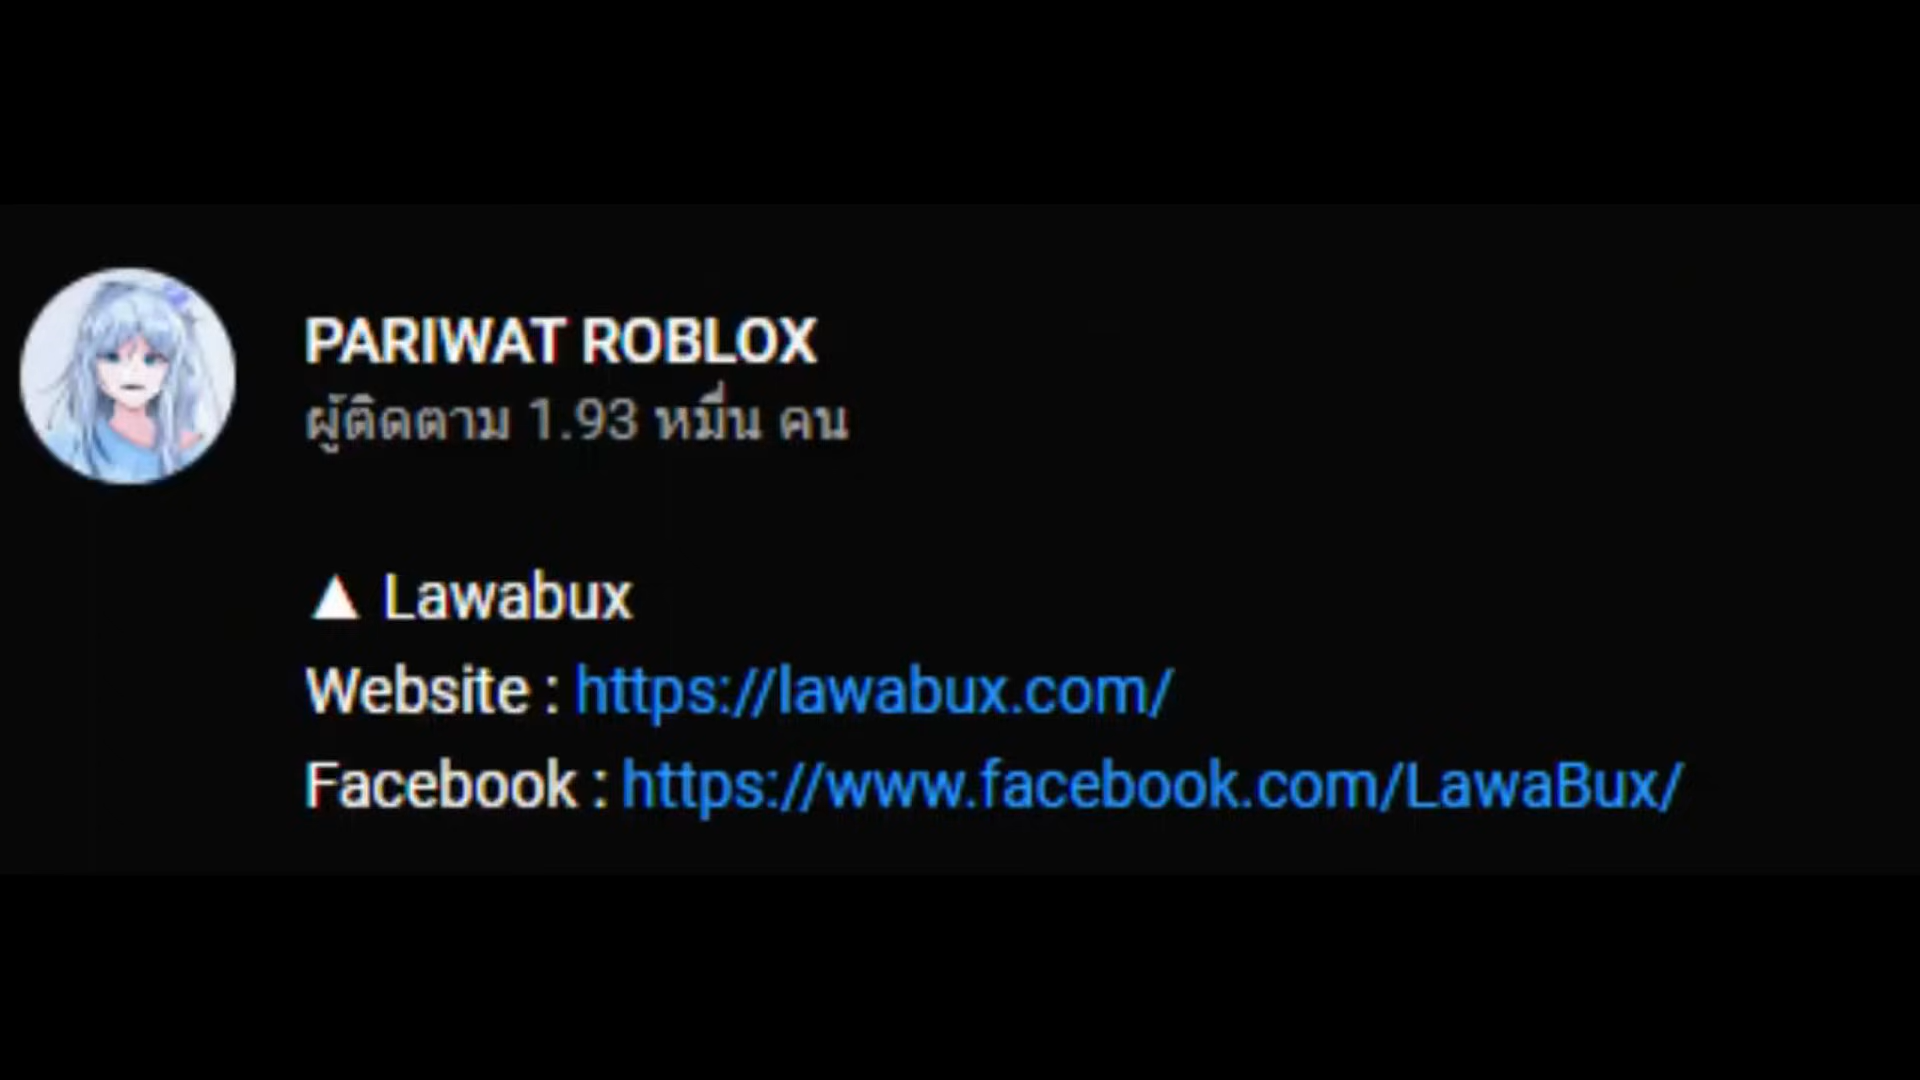 PARIWAT ROBLOX
ผู้ติดตาม 1.93 หมื่น คน
▲ Lawabux
Website : https://lawabux.com/
Facebook : https://www.facebook.com/LawaBux/